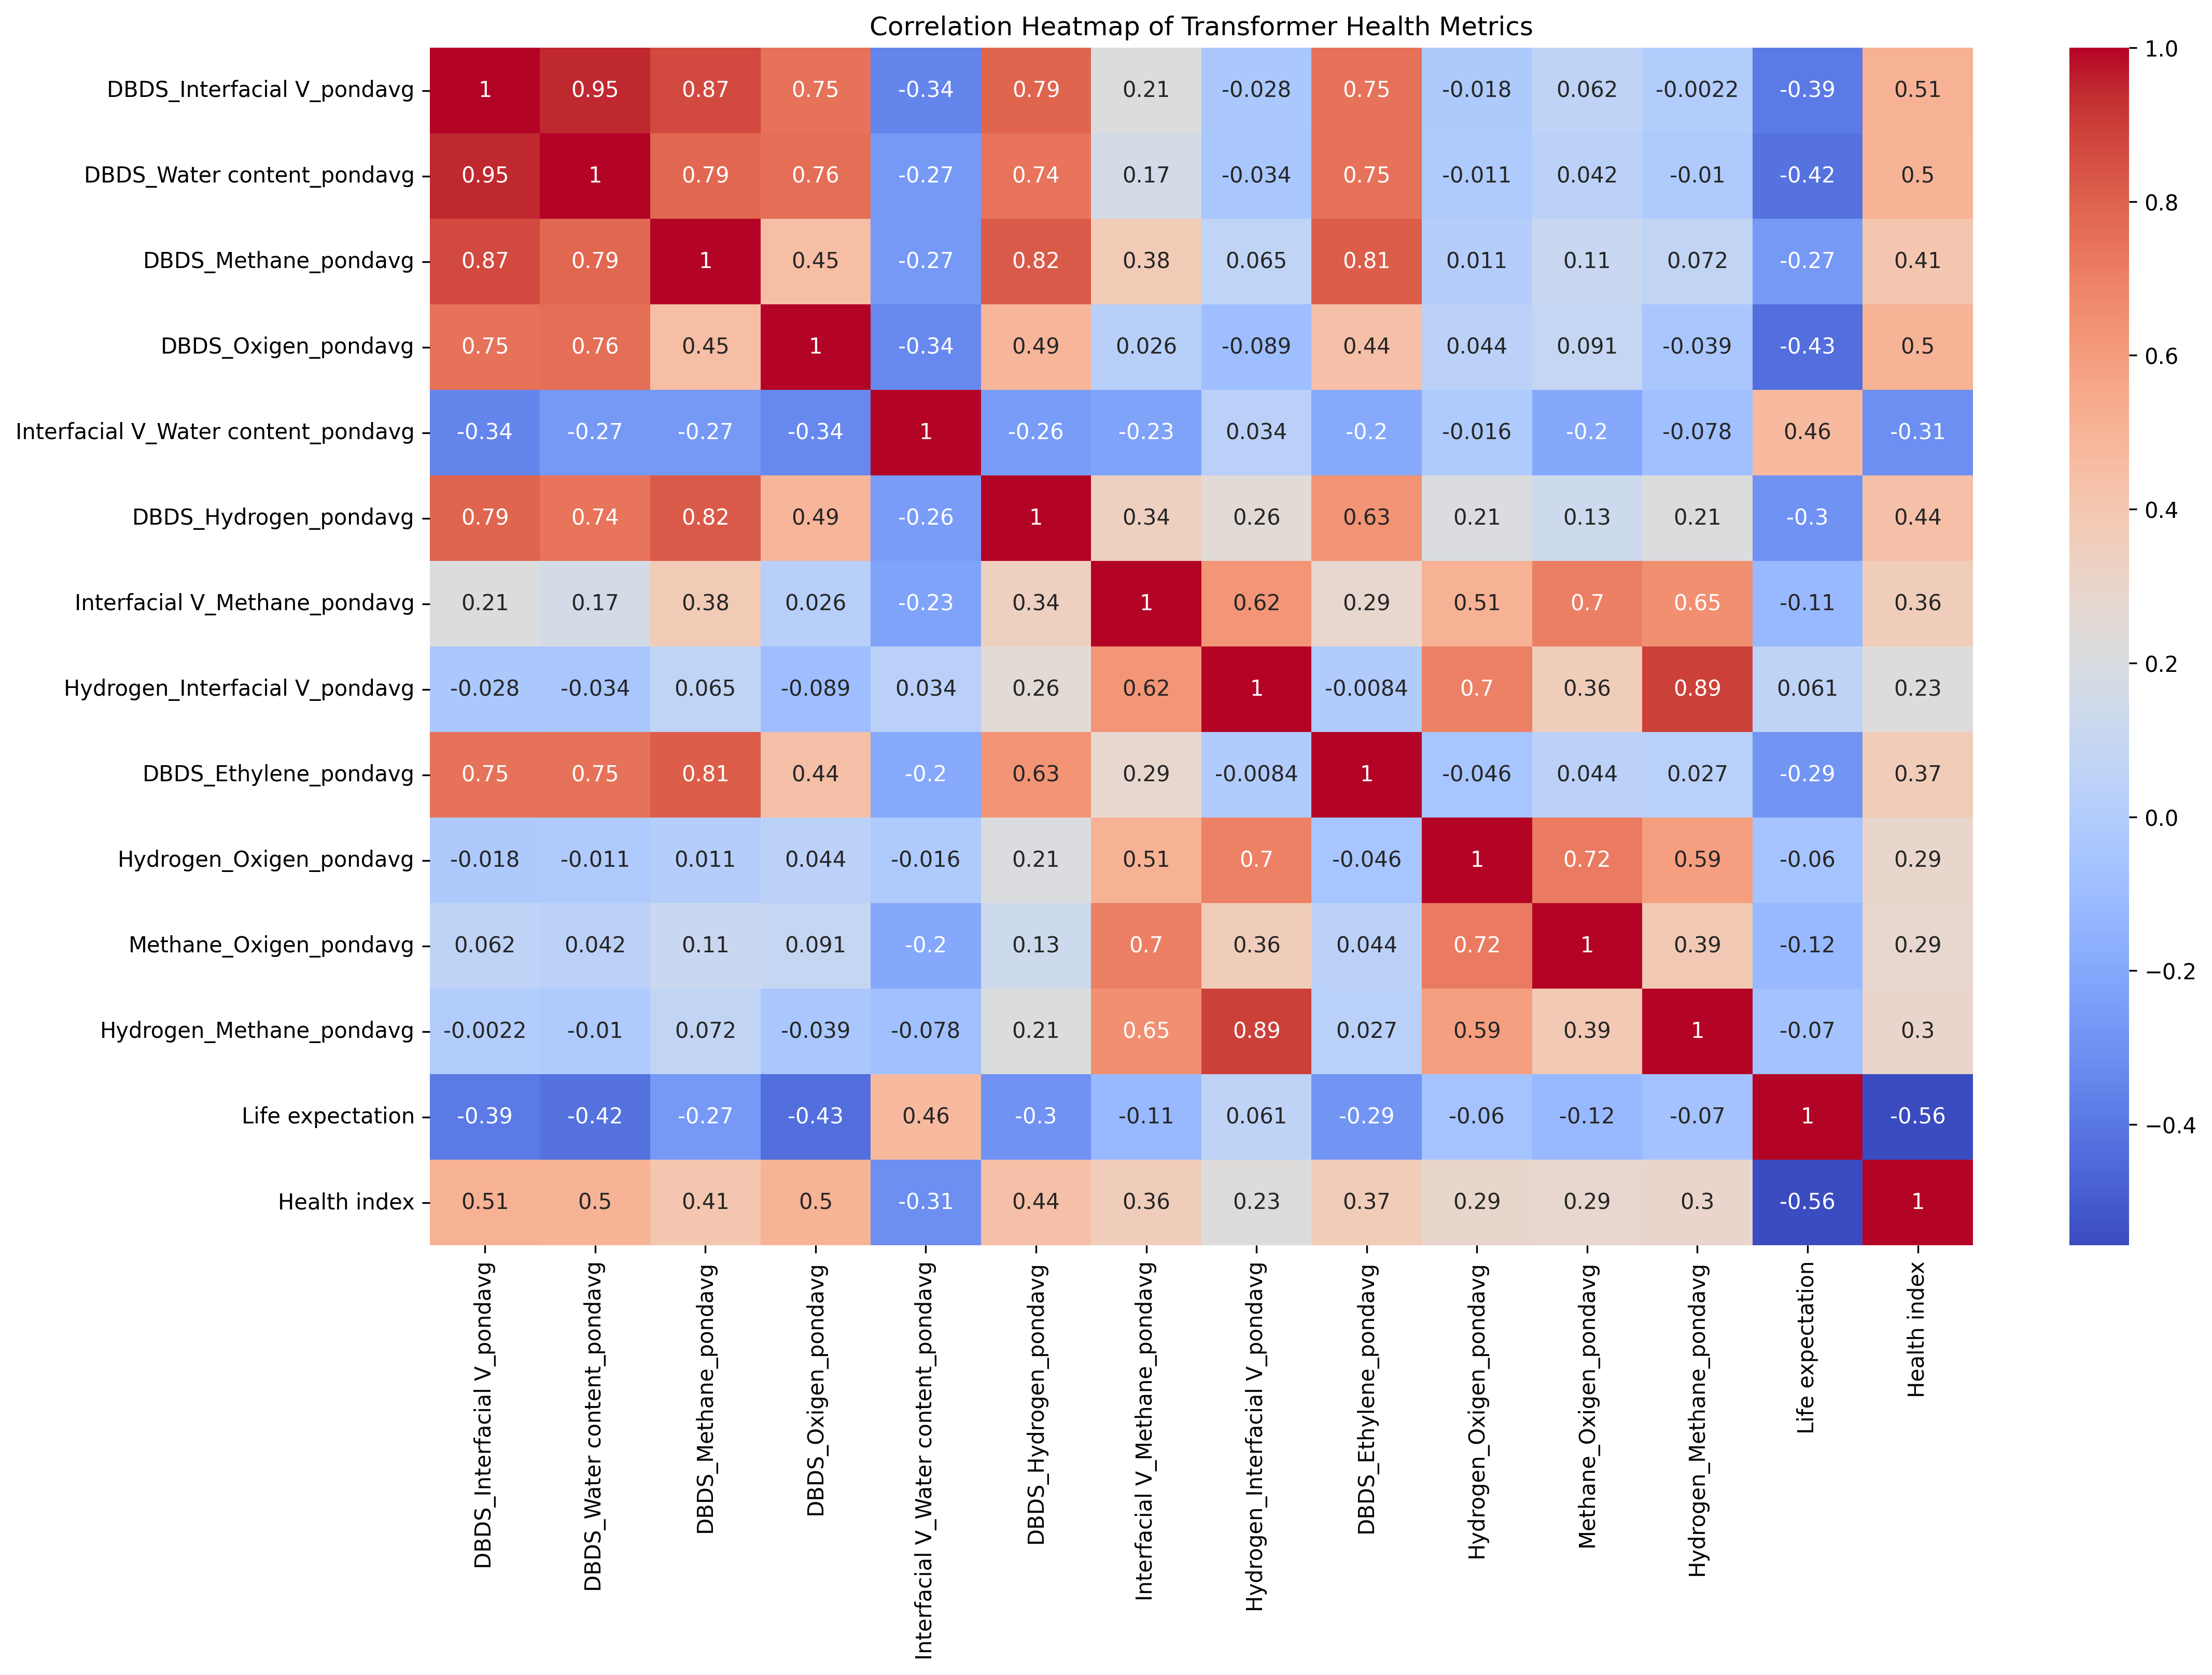 Correlation Heatmap of Transformer Health Metrics
DBDS_Interfacial V_pondavg 1 0.95 0.87 0.75 -0.34 0.79 0.21 -0.028 0.75 -0.018 0.062 -0.0022 -0.39 0.51
DBDS_Water content_pondavg 0.95 1 0.79 0.76 -0.27 0.74 0.17 -0.034 0.75 -0.011 0.042 -0.01 -0.42 0.5
DBDS_Methane_pondavg 0.87 0.79 1 0.45 -0.27 0.82 0.38 0.065 0.81 0.011 0.11 0.072 -0.27 0.41
DBDS_Oxigen_pondavg 0.75 0.76 0.45 1 -0.34 0.49 0.026 -0.089 0.44 0.044 0.091 -0.039 -0.43 0.5
Interfacial V_Water content_pondavg -0.34 -0.27 -0.27 -0.34 1 -0.26 -0.23 0.034 -0.2 -0.016 -0.2 -0.078 0.46 -0.31
DBDS_Hydrogen_pondavg 0.79 0.74 0.82 0.49 -0.26 1 0.34 0.26 0.63 0.21 0.13 0.21 -0.3 0.44
Interfacial V_Methane_pondavg 0.21 0.17 0.38 0.026 -0.23 0.34 1 0.62 0.29 0.51 0.7 0.65 -0.11 0.36
Hydrogen_Interfacial V_pondavg -0.028 -0.034 0.065 -0.089 0.034 0.26 0.62 1 -0.0084 0.7 0.36 0.89 0.061 0.23
DBDS_Ethylene_pondavg 0.75 0.75 0.81 0.44 -0.2 0.63 0.29 -0.0084 1 -0.046 0.044 0.027 -0.29 0.37
Hydrogen_Oxigen_pondavg -0.018 -0.011 0.011 0.044 -0.016 0.21 0.51 0.7 -0.046 1 0.72 0.59 -0.06 0.29
Methane_Oxigen_pondavg 0.062 0.042 0.11 0.091 -0.2 0.13 0.7 0.36 0.044 0.72 1 0.39 -0.12 0.29
Hydrogen_Methane_pondavg -0.0022 -0.01 0.072 -0.039 -0.078 0.21 0.65 0.89 0.027 0.59 0.39 1 -0.07 0.3
Life expectation -0.39 -0.42 -0.27 -0.43 0.46 -0.3 -0.11 0.061 -0.29 -0.06 -0.12 -0.07 1 -0.56
Health index 0.51 0.5 0.41 0.5 -0.31 0.44 0.36 0.23 0.37 0.29 0.29 0.3 -0.56 1
DBDS_Interfacial V_pondavg
DBDS_Water content_pondavg
DBDS_Methane_pondavg
DBDS_Oxigen_pondavg
Interfacial V_Water content_pondavg
DBDS_Hydrogen_pondavg
Interfacial V_Methane_pondavg
Hydrogen_Interfacial V_pondavg
DBDS_Ethylene_pondavg
Hydrogen_Oxigen_pondavg
Methane_Oxigen_pondavg
Hydrogen_Methane_pondavg
Life expectation
Health index
1.0
0.8
0.6
0.4
0.2
0.0
−0.2
−0.4